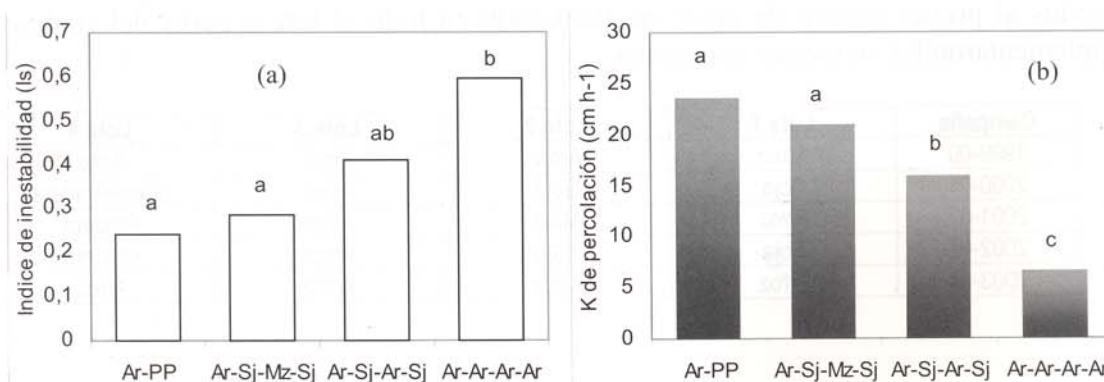 0,7
0,6
0,5
0,4
0,3
0,2
0,1
0
Indice de inestabilidad (Is)
(a)
a
a
ab
b
Ar-PP
Ar-Sj-Mz-Sj
Ar-Sj-Ar-Sj
Ar-Ar-Ar-Ar
30
25
20
15
10
5
0
K de percolación (cm h-1)
(b)
a
a
b
c
Ar-PP
Ar-Sj-Mz-Sj
Ar-Sj-Ar-Sj
Ar-Ar-Ar-Ar